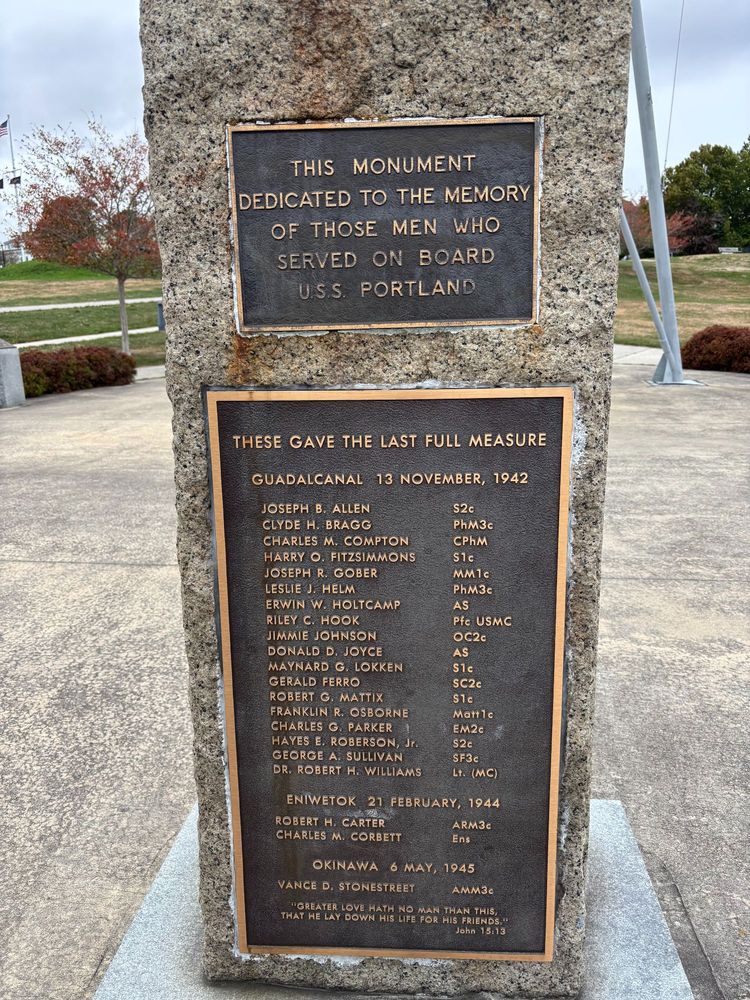 THIS MONUMENT
DEDICATED TO THE MEMORY
OF THOSE MEN WHO
SERVED ON BOARD
U.S.S. PORTLAND
THESE GAVE THE LAST FULL MEASURE
GUADALCANAL 13 NOVEMBER, 1942
JOSEPH B. ALLEN S2c
CLYDE H. BRAGG PhM3c
CHARLES M. COMPTON CPhM
HARRY O. FITZSIMMONS S1c
JOSEPH R. GOBER MM1c
LESLIE J. HELM PhM3c
ERWIN W. HOLTCAMP AS
RILEY C. HOOK Pfc USMC
JIMMIE JOHNSON OC2c
DONALD D. JOYCE AS
MAYNARD G. LOKKEN S1c
GERALD FERRO SC2c
ROBERT G. MATTIX S1c
FRANKLIN R. OSBORNE Matt1c
CHARLES G. PARKER EM2c
HAYES E. ROBERSON, Jr. S2c
GEORGE A. SULLIVAN SF3c
DR. ROBERT H. WILLIAMS Lt. (MC)
ENIWETOK 21 FEBRUARY, 1944
ROBERT H. CARTER ARM3c
CHARLES M. CORBETT Ens
OKINAWA 6 MAY, 1945
VANCE D. STONESTREET AMM3c
"GREATER LOVE HATH NO MAN THAN THIS,
THAT HE LAY DOWN HIS LIFE FOR HIS FRIENDS."
John 15:13